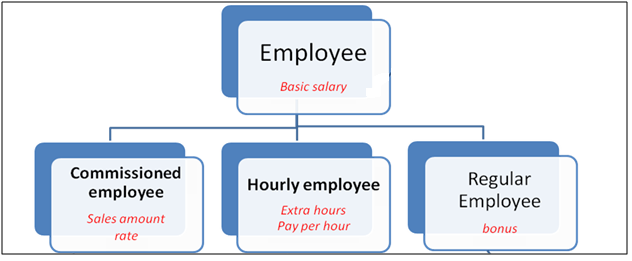 Employee
Basic salary
Commissioned
employee
Sales amount
rate
Hourly employee
Extra hours
Pay per hour
Regular
Employee
bonus